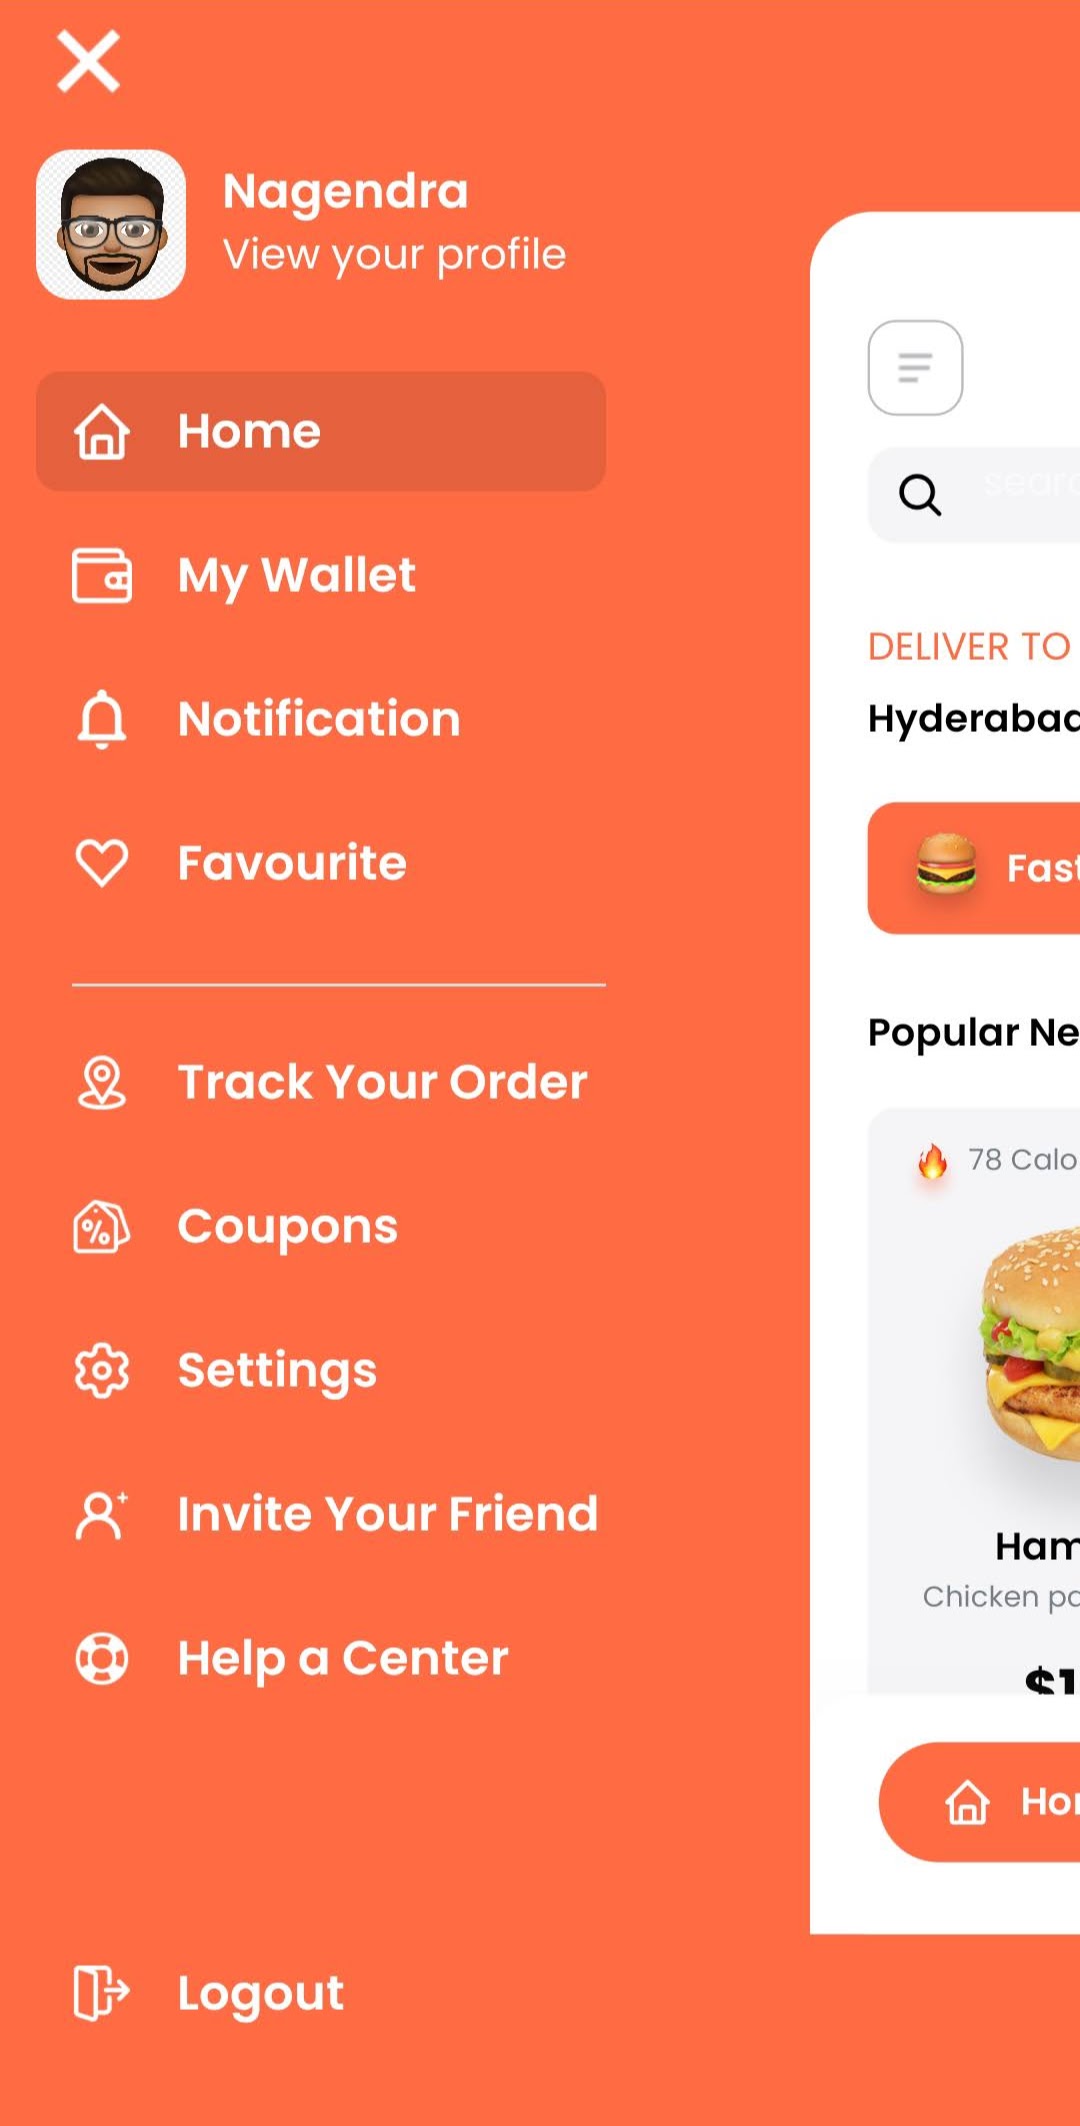 Nagendra
View your profile
Home
My Wallet
Notification
Favourite
Track Your Order
Coupons
Settings
Invite Your Friend
Help a Center
Logout
searc
DELIVER TO
Hyderabad
Fast
Popular Ne
78 Calo
Ham
Chicken pa
$1
Hom